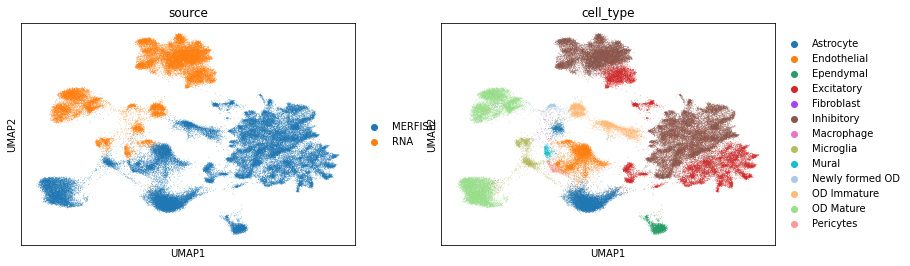 source
UMAP2
UMAP1
MERFISH
RNA
cell_type
UMAP2
UMAP1
Astrocyte
Endothelial
Ependymal
Excitatory
Fibroblast
Inhibitory
Macrophage
Microglia
Mural
Newly formed OD
OD Immature
OD Mature
Pericytes